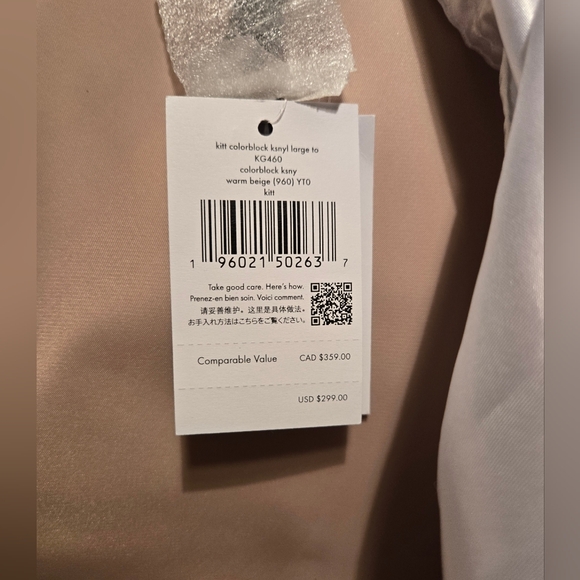 kitt colorblock ksnyl large to
KG460
colorblock ksny
warm beige (960) YT0
kitt
1 96021 50263 7
Take good care. Here's how.
Prenez-en bien soin. Voici comment.
请妥善维护。这里是具体做法。
お手入れ方法はこちらをご覧ください。
Comparable Value CAD $359.00
USD $299.00